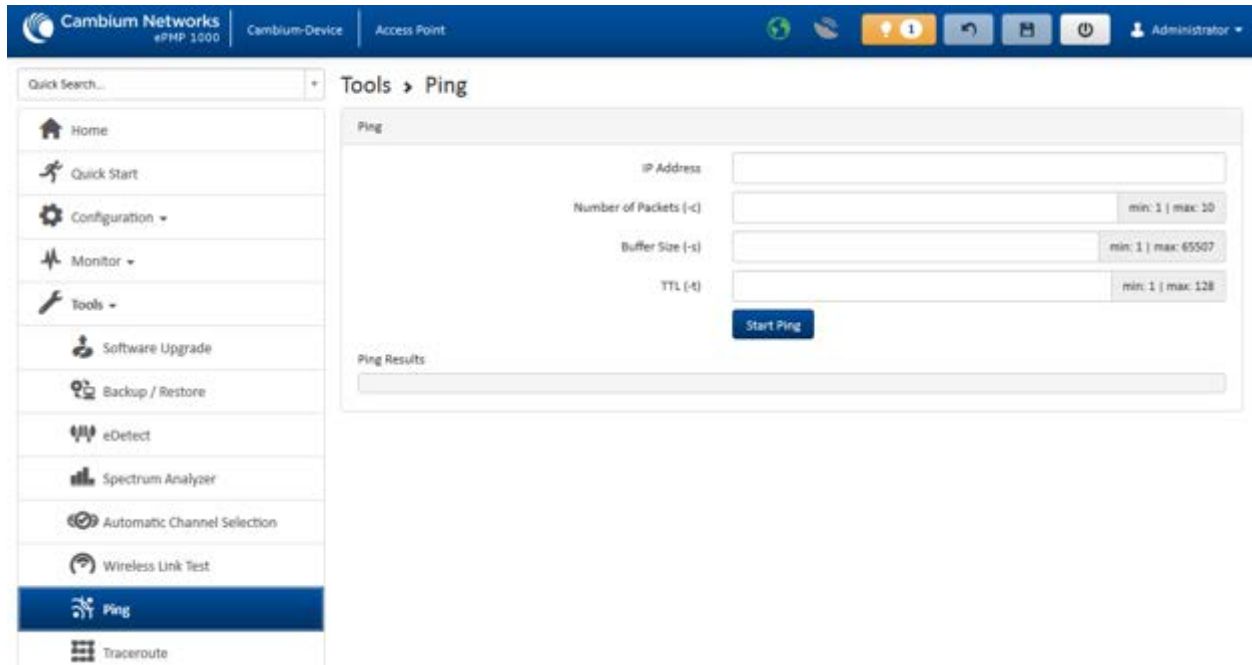 Cambium Networks
ePMP 1000
Cambium-Device
Access Point
1
Administrator
Quick Search...
Tools > Ping
Home
Quick Start
Configuration
Monitor
Tools
Software Upgrade
Backup / Restore
eDetect
Spectrum Analyzer
Automatic Channel Selection
Wireless Link Test
Ping
Traceroute
Ping
IP Address
Number of Packets (-c)
min: 1 | max: 10
Buffer Size (-s)
min: 1 | max: 65507
TTL (-t)
min: 1 | max: 128
Start Ping
Ping Results